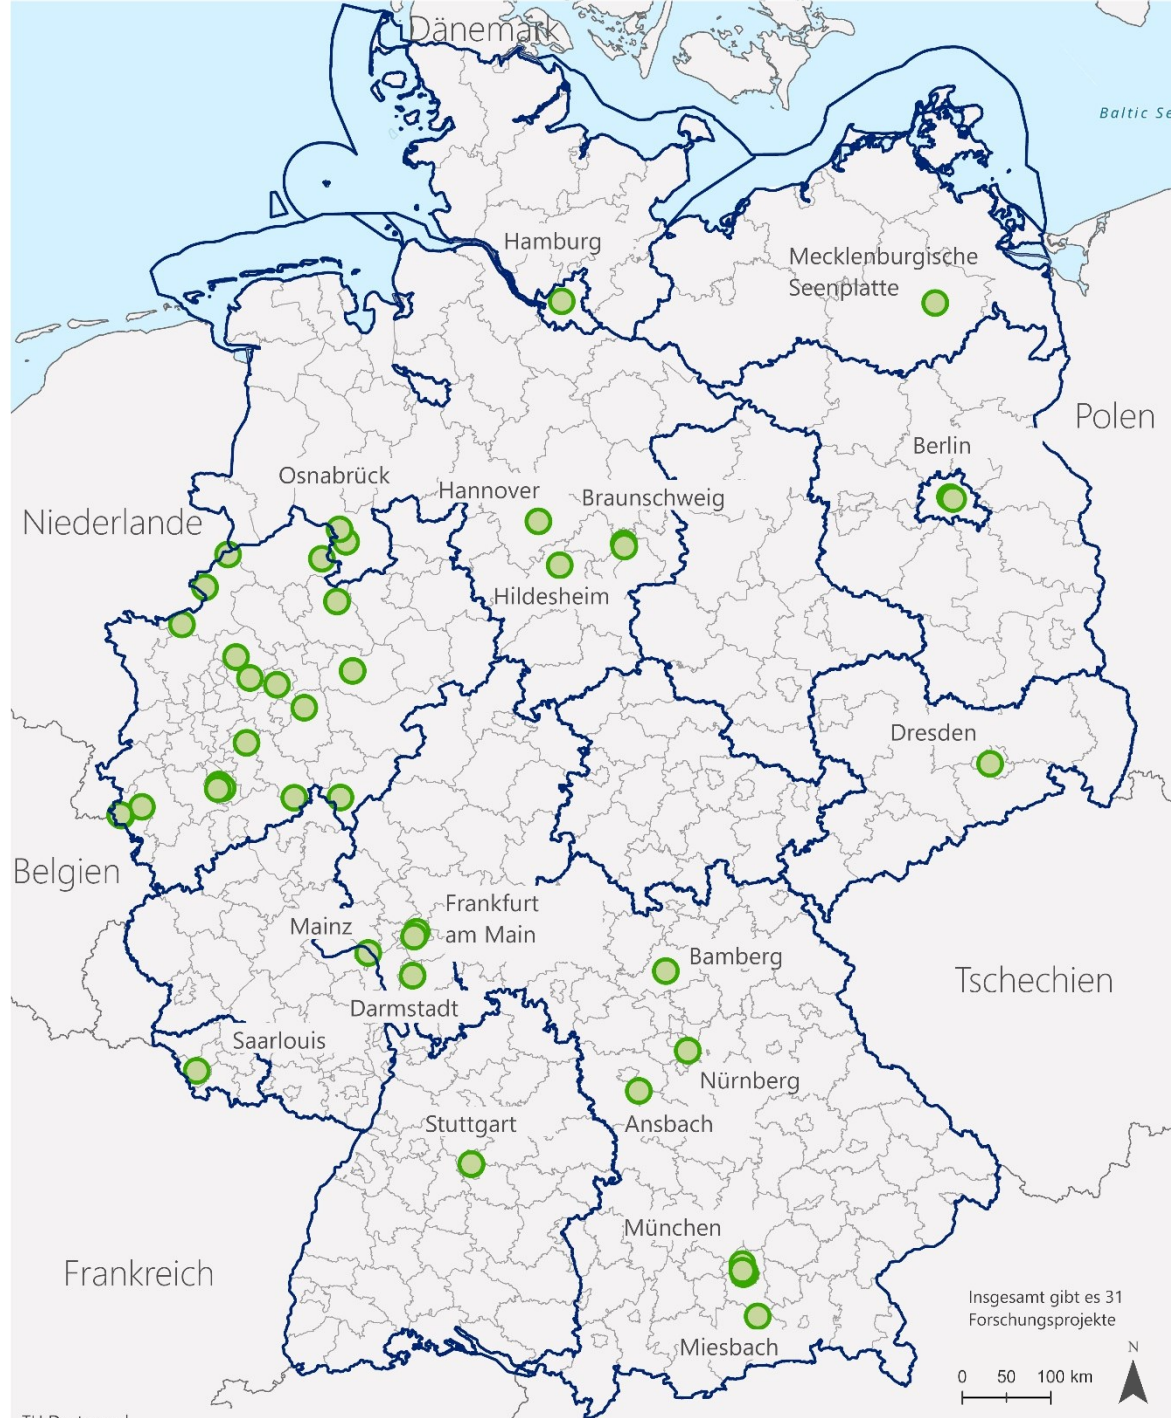 Dänemark
Baltic Se
Hamburg
Mecklenburgische
Seenplatte
Polen
Berlin
Osnabrück
Hannover
Braunschweig
Niederlande
Hildesheim
Dresden
Belgien
Frankfurt
am Main
Mainz
Bamberg
Tschechien
Darmstadt
Saarlouis
Nürnberg
Stuttgart
Ansbach
München
Frankreich
Insgesamt gibt es 31
Forschungsprojekte
Miesbach
N
0 50 100 km